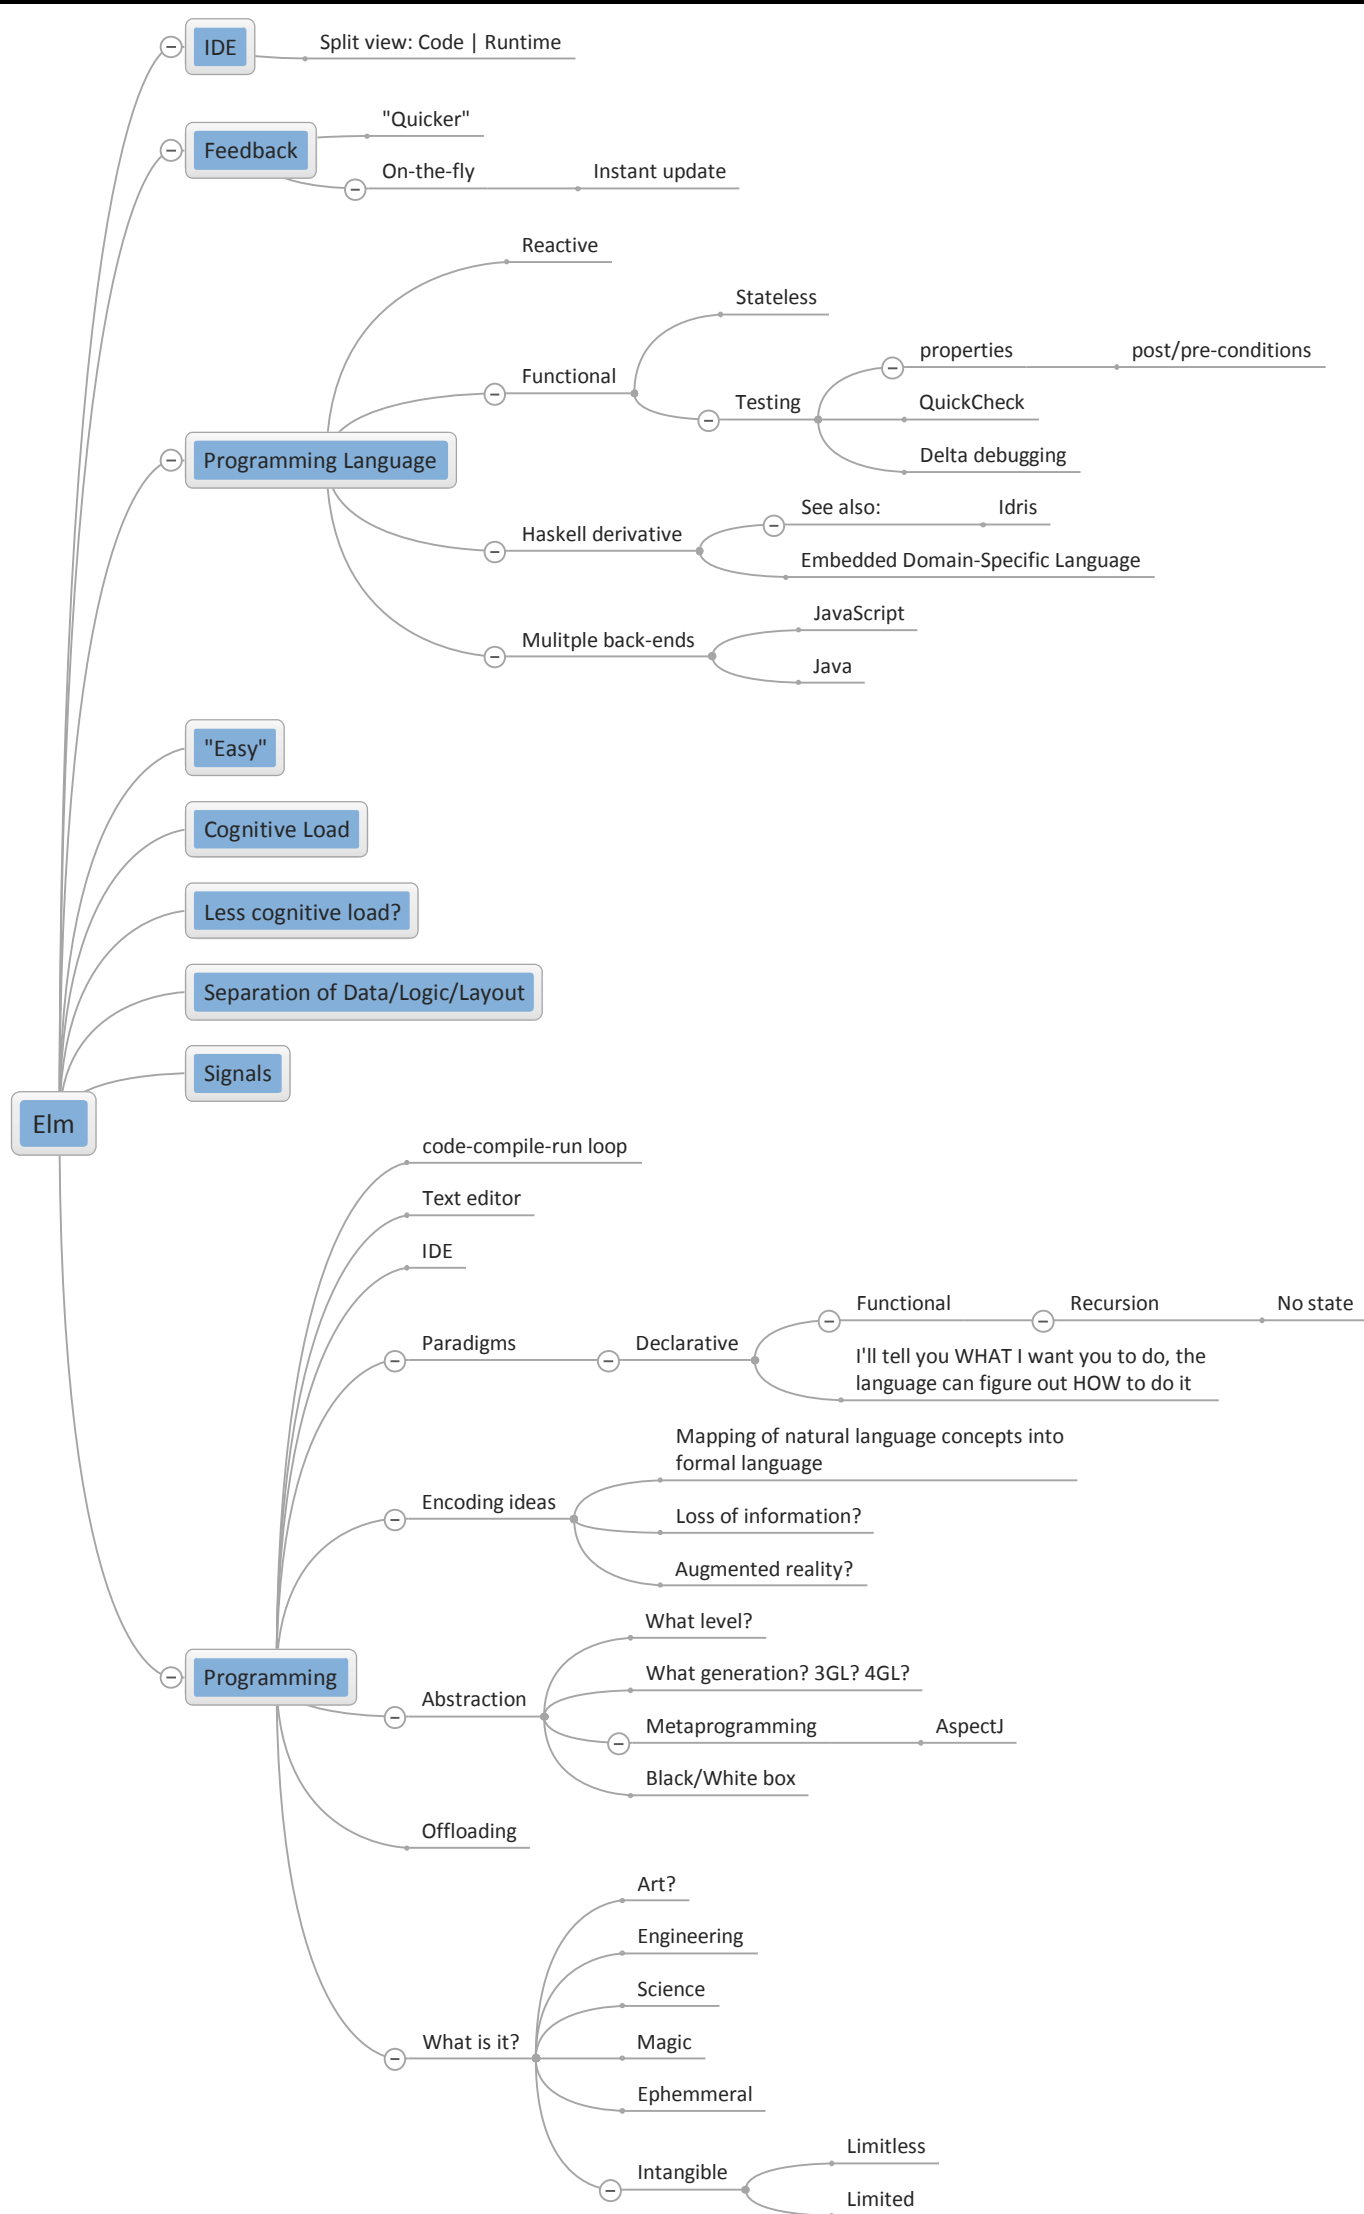 IDE
Split view: Code | Runtime
Feedback
"Quicker"
On-the-fly
Instant update
Programming Language
Reactive
Functional
Stateless
Testing
properties
post/pre-conditions
QuickCheck
Delta debugging
Haskell derivative
See also:
Idris
Embedded Domain-Specific Language
Mulitple back-ends
JavaScript
Java
"Easy"
Cognitive Load
Less cognitive load?
Separation of Data/Logic/Layout
Signals
Elm
Programming
code-compile-run loop
Text editor
IDE
Paradigms
Declarative
Functional
Recursion
No state
I'll tell you WHAT I want you to do, the
language can figure out HOW to do it
Encoding ideas
Mapping of natural language concepts into
formal language
Loss of information?
Augmented reality?
Abstraction
What level?
What generation? 3GL? 4GL?
Metaprogramming
AspectJ
Black/White box
Offloading
What is it?
Art?
Engineering
Science
Magic
Ephemmeral
Intangible
Limitless
Limited